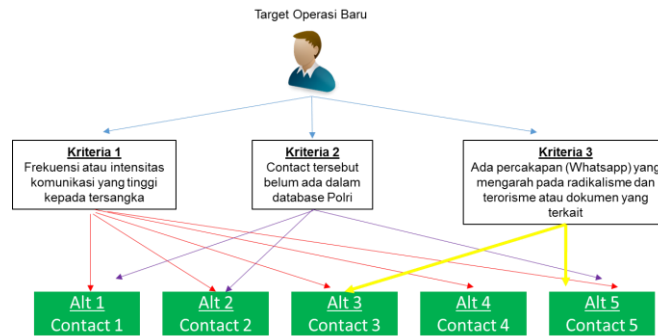 Target Operasi Baru
Kriteria 1
Frekuensi atau intensitas
komunikasi yang tinggi
kepada tersangka
Kriteria 2
Contact tersebut
belum ada dalam
database Polri
Kriteria 3
Ada percakapan (Whatsapp) yang
mengarah pada radikalisme dan
terorisme atau dokumen yang
terkait
Alt 1
Contact 1
Alt 2
Contact 2
Alt 3
Contact 3
Alt 4
Contact 4
Alt 5
Contact 5